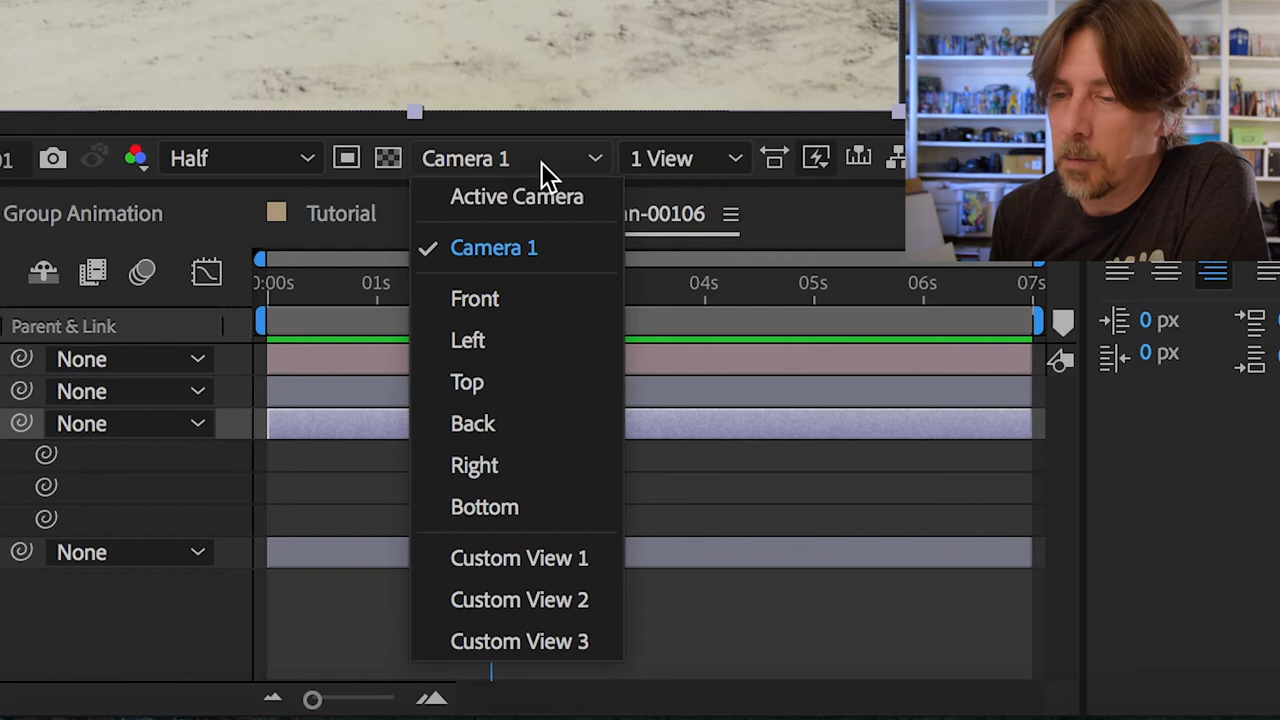 01
Half
Camera 1
1 View
Active Camera
Group Animation
Tutorial
n-00106
Camera 1
0:00s
01s
04s
05s
06s
07s
Front
Parent & Link
0 px
Left
None
0 px
Top
None
None
Back
Right
Bottom
None
Custom View 1
Custom View 2
Custom View 3